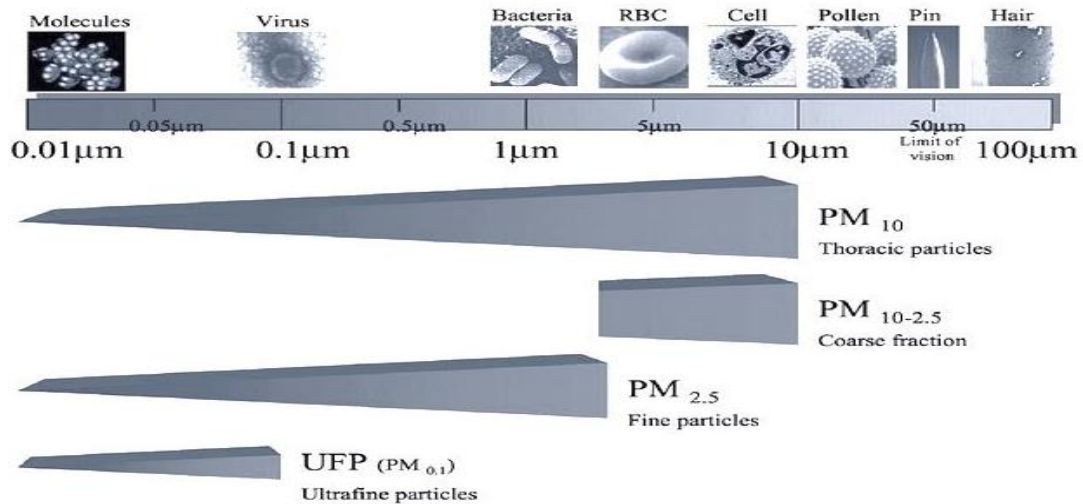 Molecules Virus Bacteria RBC Cell Pollen Pin Hair
0.05μm 0.5μm 5μm 50μm
0.01μm 0.1μm 1μm 10μm Limit of vision 100μm
PM 10
Thoracic particles
PM 10-2.5
Coarse fraction
PM 2.5
Fine particles
UFP (PM 0.1)
Ultrafine particles